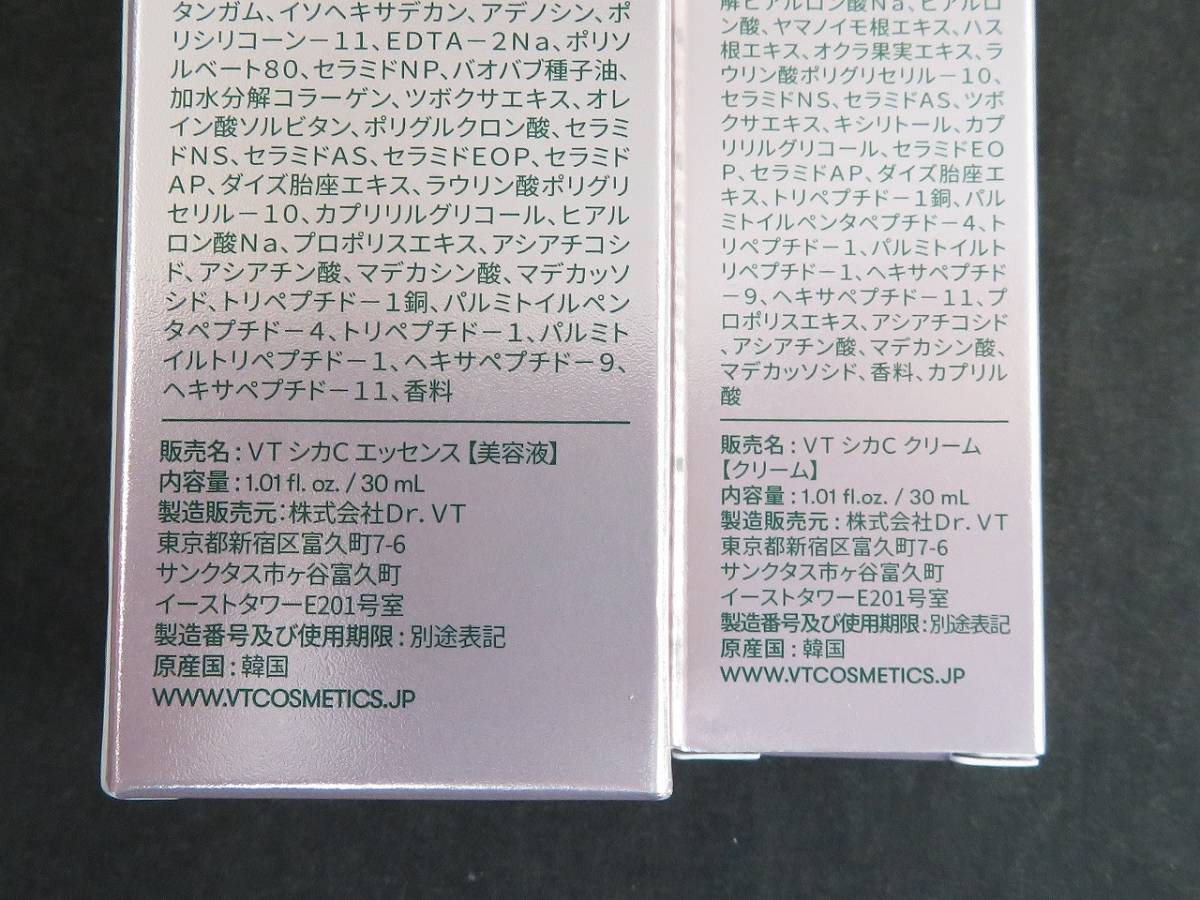 タンガム、イソヘキサデカン、アデノシン、ポ
リシリコーン－11、EDTA－2Na、ポリソ
ルベート80、セラミドNP、バオバブ種子油、
加水分解コラーゲン、ツボクサエキス、オレ
イン酸ソルビタン、ポリグルクロン酸、セラミ
ドNS、セラミドAS、セラミドEOP、セラミド
AP、ダイズ胎座エキス、ラウリン酸ポリグリ
セリル－10、カプリリルグリコール、ヒアル
ロン酸Na、プロポリスエキス、アシアチコシ
ド、アシアチン酸、マデカシン酸、マデカッソ
シド、トリペプチド－1銅、パルミトイルペン
タペプチド－4、トリペプチド－1、パルミト
イルトリペプチド－1、ヘキサペプチド－9、
ヘキサペプチド－11、香料
販売名：VT シカC エッセンス【美容液】
内容量：1.01 fl. oz. / 30 mL
製造販売元：株式会社Dr. VT
東京都新宿区富久町7-6
サンクタス市ヶ谷富久町
イーストタワーE201号室
製造番号及び使用期限：別途表記
原産国：韓国
WWW.VTCOSMETICS.JP
解ヒアルロン酸Na、ヒアルロ
ン酸、ヤマノイモ根エキス、ハス
根エキス、オクラ果実エキス、ラ
ウリン酸ポリグリセリル－10、
セラミドNS、セラミドAS、ツボ
クサエキス、キシリトール、カプ
リリルグリコール、セラミドEO
P、セラミドAP、ダイズ胎座エ
キス、トリペプチド－1銅、パル
ミトイルペンタペプチド－4、ト
リペプチド－1、パルミトイルト
リペプチド－1、ヘキサペプチド
－9、ヘキサペプチド－11、プ
ロポリスエキス、アシアチコシド
、アシアチン酸、マデカシン酸、
マデカッソシド、香料、カプリル
酸
販売名：VT シカC クリーム
【クリーム】
内容量：1.01 fl.oz. / 30 mL
製造販売元：株式会社Dr. VT
東京都新宿区富久町7-6
サンクタス市ヶ谷富久町
イーストタワーE201号室
製造番号及び使用期限：別途表記
原産国：韓国
WWW.VTCOSMETICS.JP